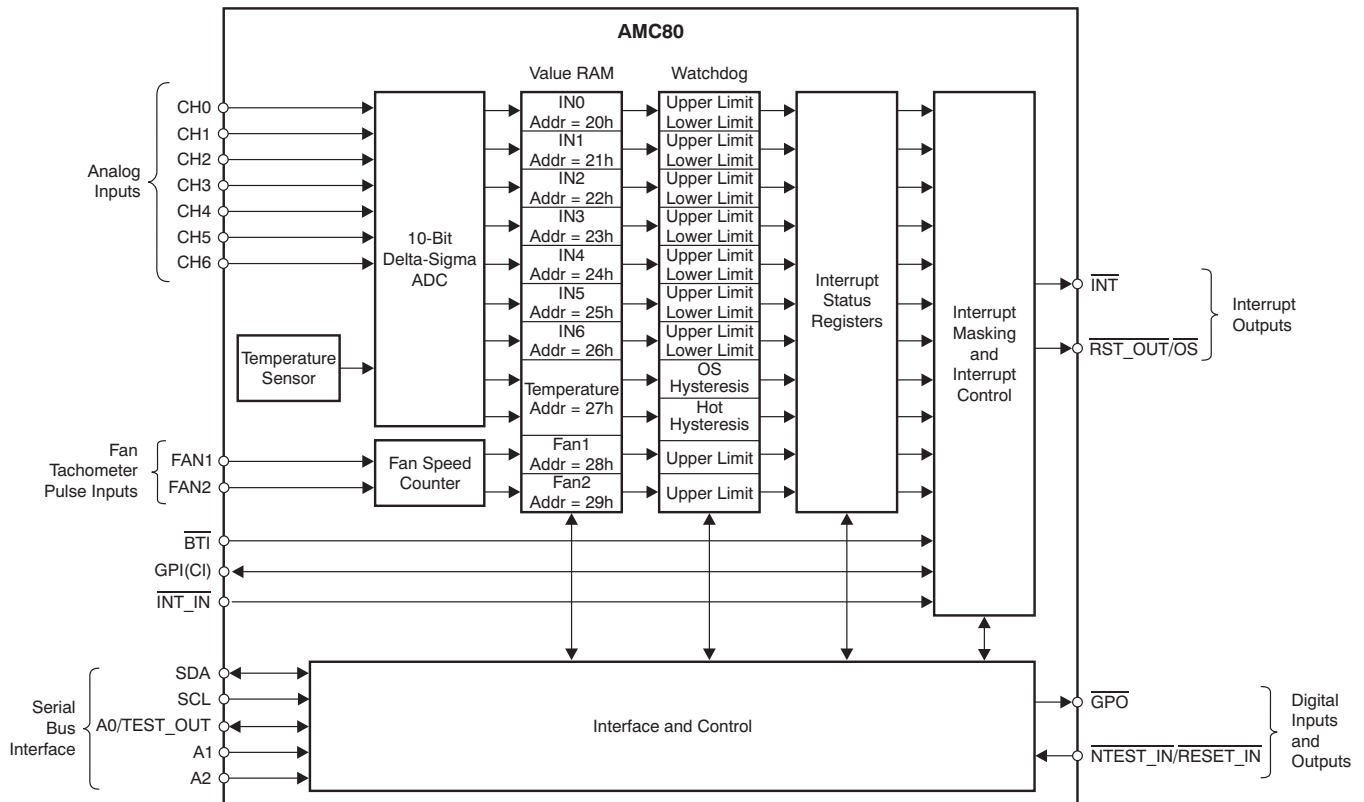 AMC80
Value RAM
Watchdog
Analog
Inputs
CH0
CH1
CH2
CH3
CH4
CH5
CH6
10-Bit
Delta-Sigma
ADC
Temperature
Sensor
IN0
Addr = 20h
IN1
Addr = 21h
IN2
Addr = 22h
IN3
Addr = 23h
IN4
Addr = 24h
IN5
Addr = 25h
IN6
Addr = 26h
Temperature
Addr = 27h
Fan1
Addr = 28h
Fan2
Addr = 29h
Upper Limit
Lower Limit
Upper Limit
Lower Limit
Upper Limit
Lower Limit
Upper Limit
Lower Limit
Upper Limit
Lower Limit
Upper Limit
Lower Limit
Upper Limit
Lower Limit
OS
Hysteresis
Hot
Hysteresis
Upper Limit
Upper Limit
Interrupt
Status
Registers
Interrupt
Masking
and
Interrupt
Control
INT
RST_OUT/OS
Interrupt
Outputs
Fan
Tachometer
Pulse Inputs
FAN1
FAN2
Fan Speed
Counter
BTI
GPI(CI)
INT_IN
Serial
Bus
Interface
SDA
SCL
A0/TEST_OUT
A1
A2
Interface and Control
GPO
NTEST_IN/RESET_IN
Digital
Inputs
and
Outputs